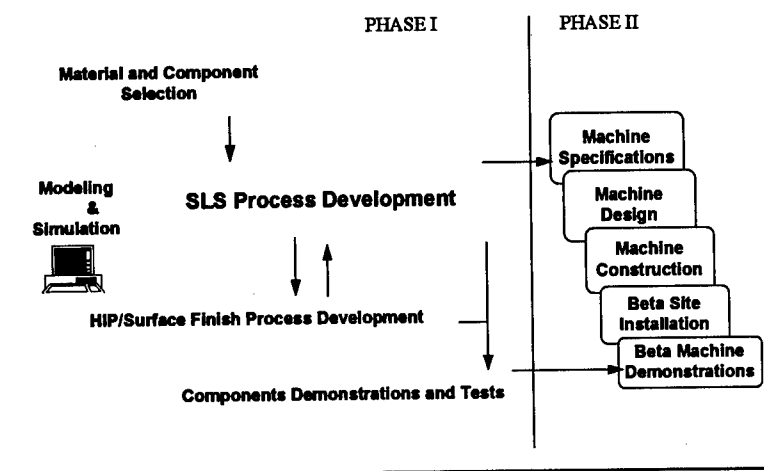 PHASE I
PHASE II
Material and Component
Selection
Modeling
&
Simulation
SLS Process Development
HIP/Surface Finish Process Development
Components Demonstrations and Tests
Machine
Specifications
Machine
Design
Machine
Construction
Beta Site
Installation
Beta Machine
Demonstrations